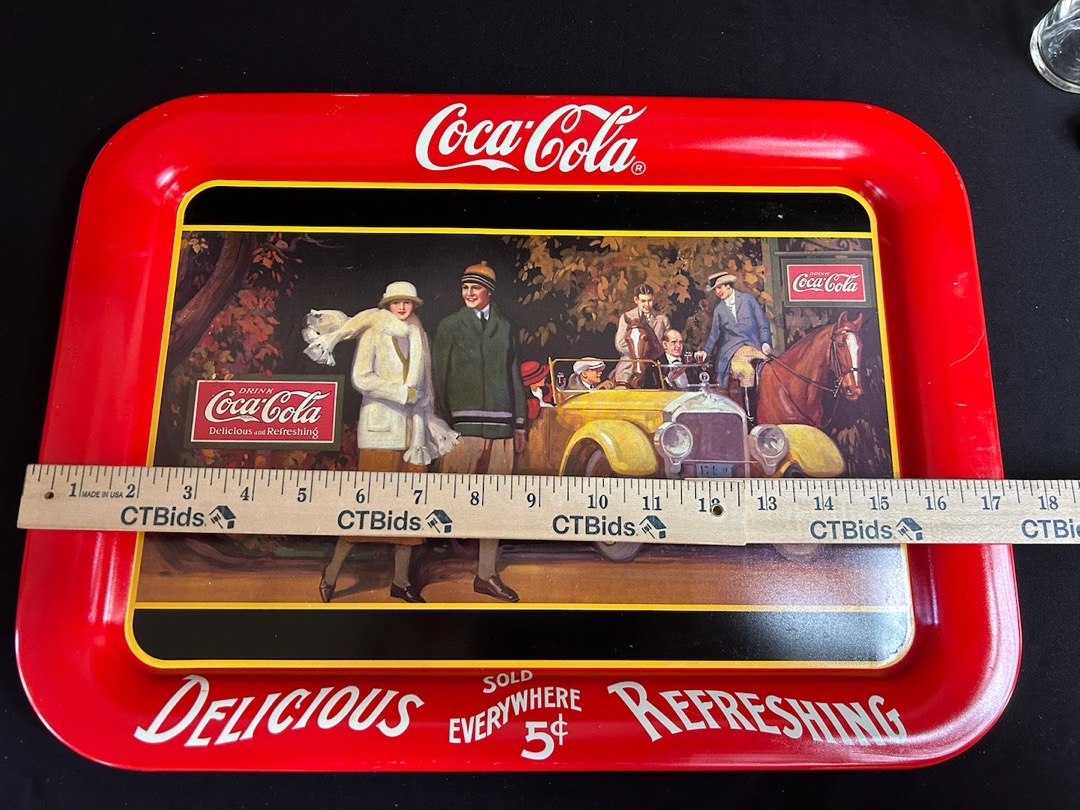 Coca-Cola®
DRINK
Coca-Cola
DRINK
Coca-Cola
Delicious and Refreshing
1 MADE IN USA 2 3 4 5 6 7 8 9 10 11 12 13 14 15 16 17 18
CTBids CTBids CTBids CTBids CTBi
DELICIOUS
SOLD
EVERYWHERE
5¢
REFRESHING